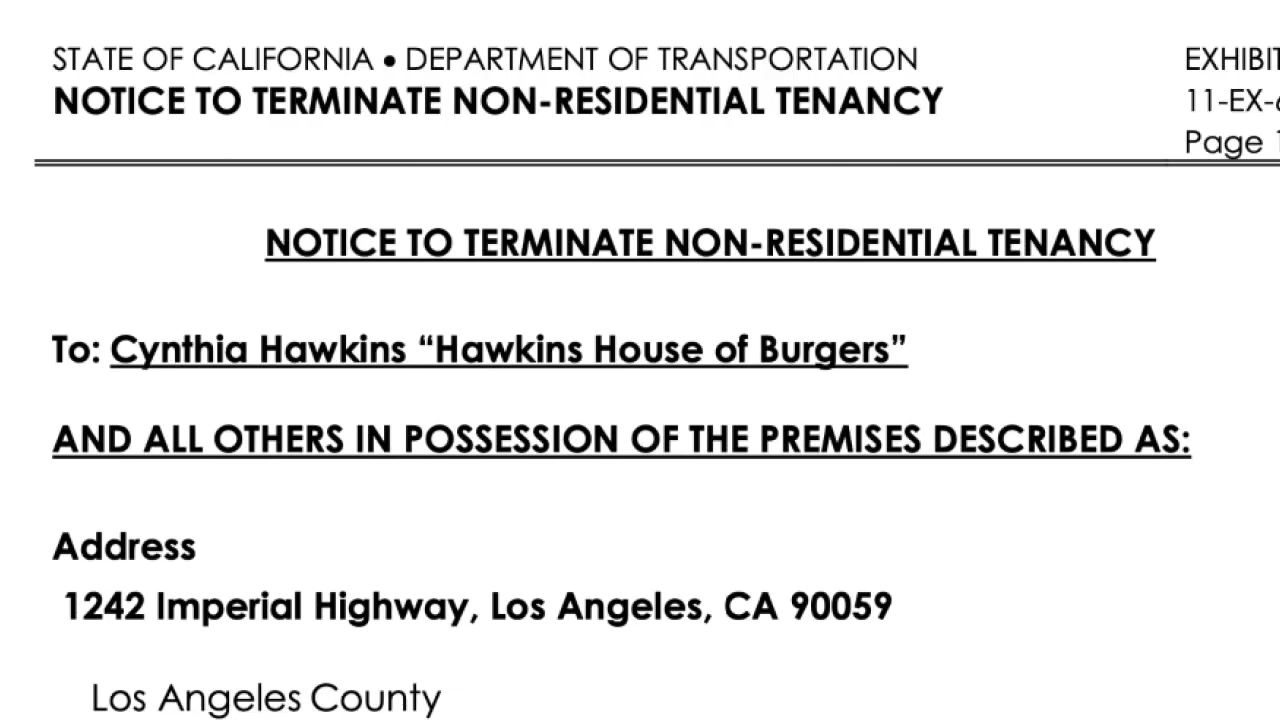 STATE OF CALIFORNIA • DEPARTMENT OF TRANSPORTATION
NOTICE TO TERMINATE NON-RESIDENTIAL TENANCY
EXHIBIT
11-EX-
Page
NOTICE TO TERMINATE NON-RESIDENTIAL TENANCY
To: Cynthia Hawkins “Hawkins House of Burgers”
AND ALL OTHERS IN POSSESSION OF THE PREMISES DESCRIBED AS:
Address
1242 Imperial Highway, Los Angeles, CA 90059
Los Angeles County